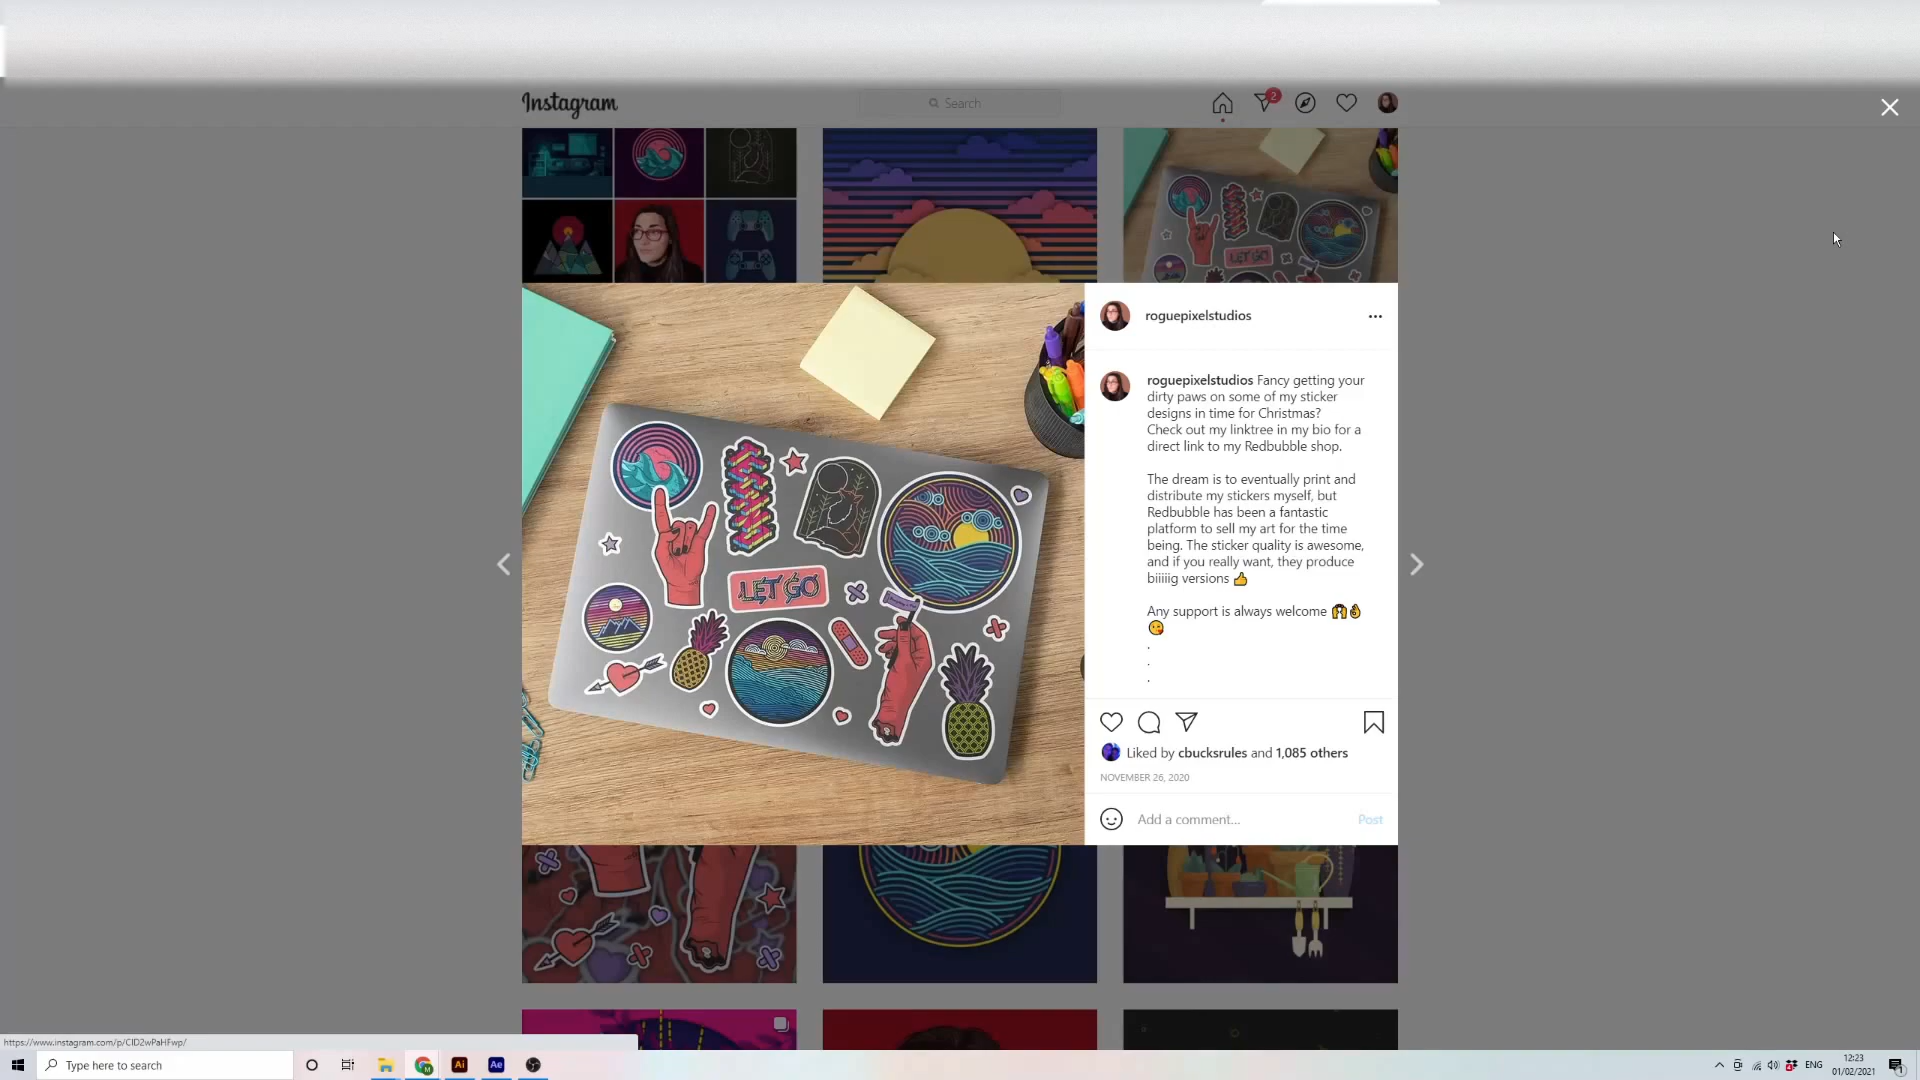 Instagram
Search
2
roguepixelstudios
roguepixelstudios Fancy getting your
dirty paws on some of my sticker
designs in time for Christmas?
Check out my linktree in my bio for a
direct link to my Redbubble shop.
The dream is to eventually print and
distribute my stickers myself, but
Redbubble has been a fantastic
platform to sell my art for the time
being. The sticker quality is awesome,
and if you really want, they produce
biiiiig versions 👍
Any support is always welcome 🙌👌
😘
.
.
.
LET GO
LET GO
Liked by cbucksrules and 1,085 others
NOVEMBER 26, 2020
Add a comment...
Post
https://www.instagram.com/p/CID2wPaHFwp/
Type here to search
Ai
Ae
ENG
12:23
01/02/2021